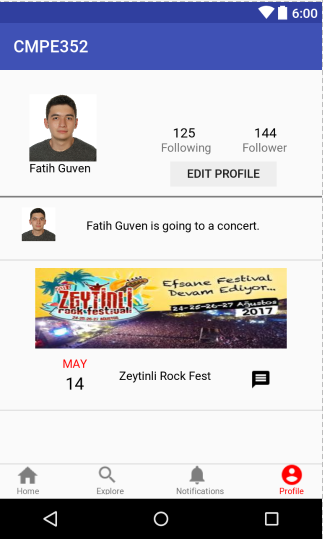 6:00
CMPE352
125
144
Following
Follower
Fatih Guven
EDIT PROFILE
Fatih Guven is going to a concert.
ZEYTINLI
rock festivali
Efsane Festival
Devam Ediyor...
24-25-26-27 Ağustos
2017
MAY
14
Zeytinli Rock Fest
Home
Explore
Notifications
Profile